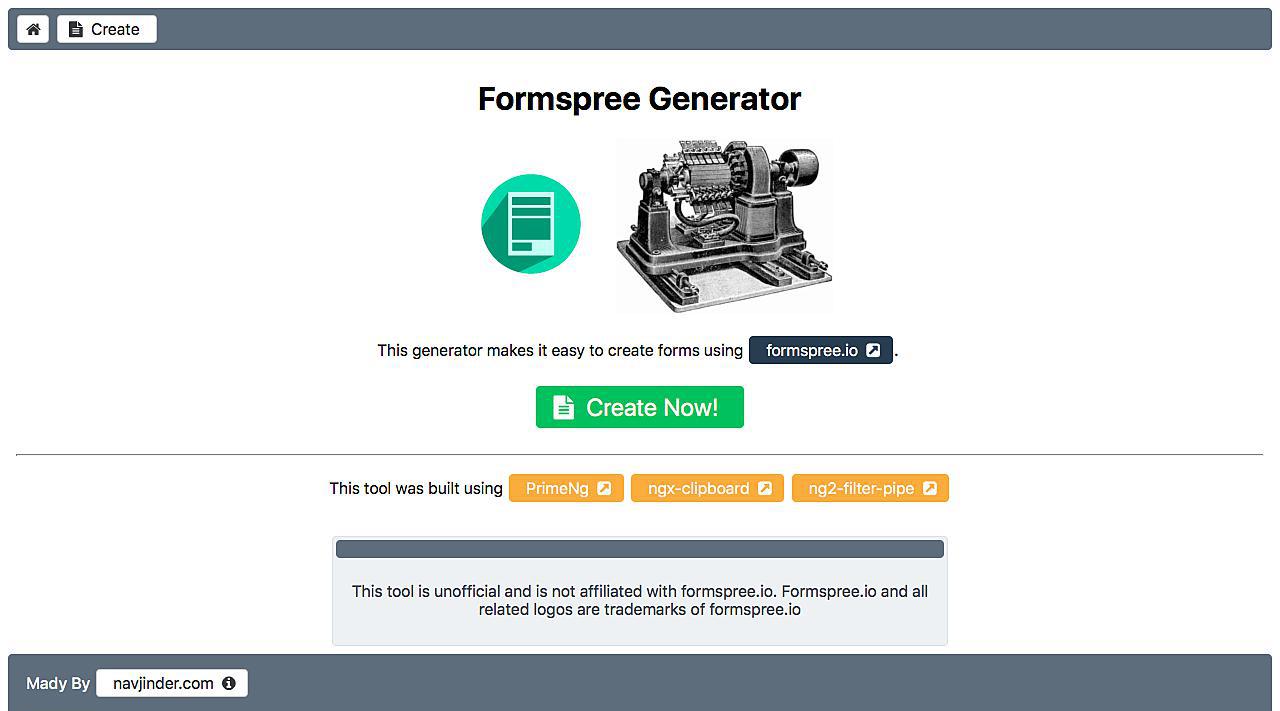 Create
Formspree Generator
This generator makes it easy to create forms using formspree.io .
Create Now!
This tool was built using PrimeNg ngx-clipboard ng2-filter-pipe
This tool is unofficial and is not affiliated with formspree.io. Formspree.io and all
related logos are trademarks of formspree.io
Mady By navjinder.com